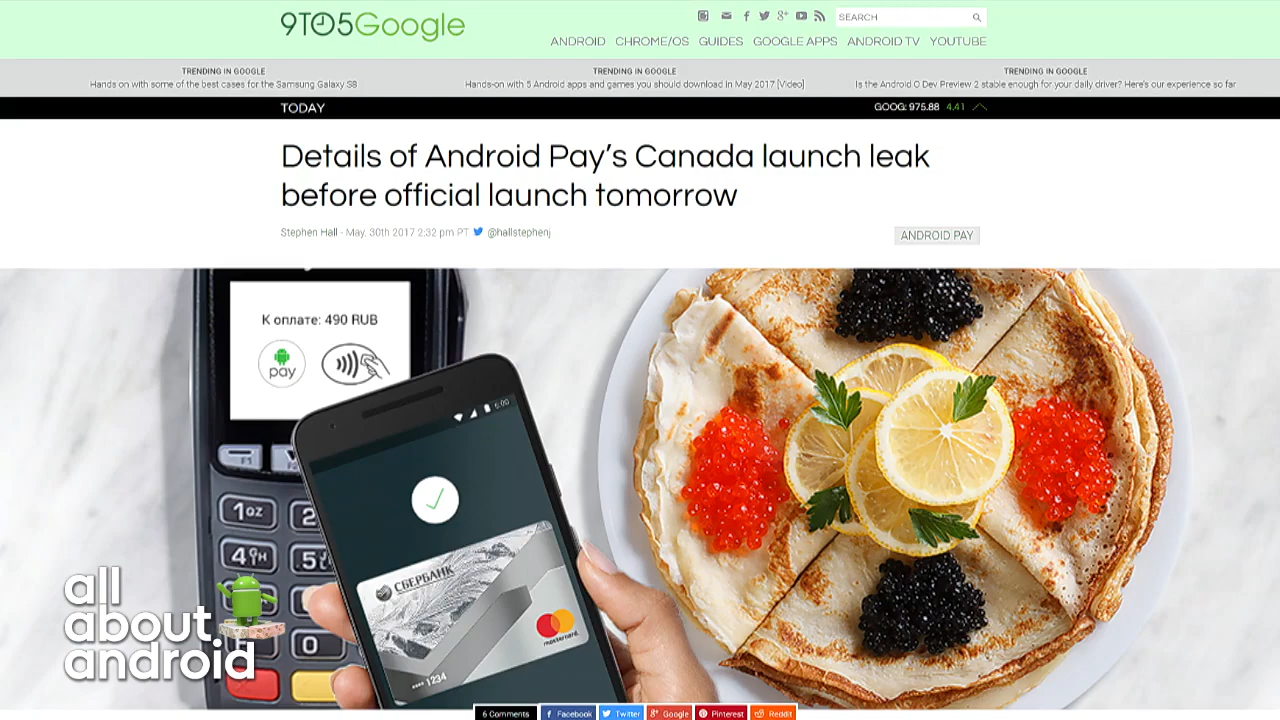 9TO5Google
SEARCH
ANDROID CHROME/OS GUIDES GOOGLE APPS ANDROID TV YOUTUBE
TRENDING IN GOOGLE
Hands on with some of the best cases for the Samsung Galaxy S8
TRENDING IN GOOGLE
Hands-on with 5 Android apps and games you should download in May 2017 [Video]
TRENDING IN GOOGLE
Is the Android O Dev Preview 2 stable enough for your daily driver? Here's our experience so far
TODAY
GOOG: 975.88 4.41
Details of Android Pay's Canada launch leak
before official launch tomorrow
Stephen Hall - May. 30th 2017 2:32 pm PT @hallstephenj
ANDROID PAY
К оплате: 490 RUB
pay
5:00
F1
1oz
2
4
5
0
СБЕРБАНК
mastercard
•••• 1234
all
about
android
6 Comments
Facebook
Twitter
Google
Pinterest
Reddit